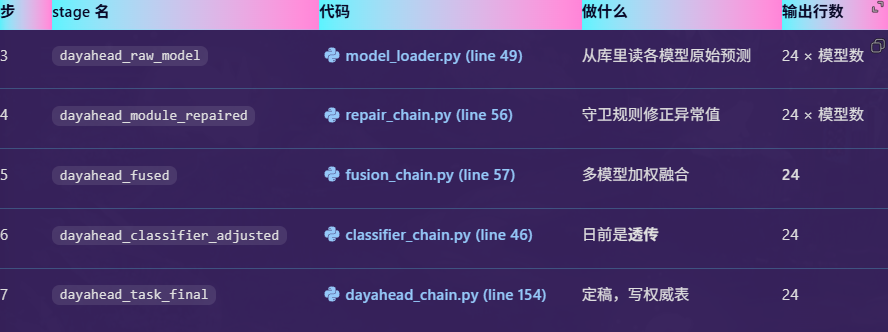 步 stage 名 代码 做什么 输出行数
3 dayahead_raw_model model_loader.py (line 49) 从库里读各模型原始预测 24 × 模型数
4 dayahead_module_repaired repair_chain.py (line 56) 守卫规则修正异常值 24 × 模型数
5 dayahead_fused fusion_chain.py (line 57) 多模型加权融合 24
6 dayahead_classifier_adjusted classifier_chain.py (line 46) 日前是透传 24
7 dayahead_task_final dayahead_chain.py (line 154) 定稿，写权威表 24